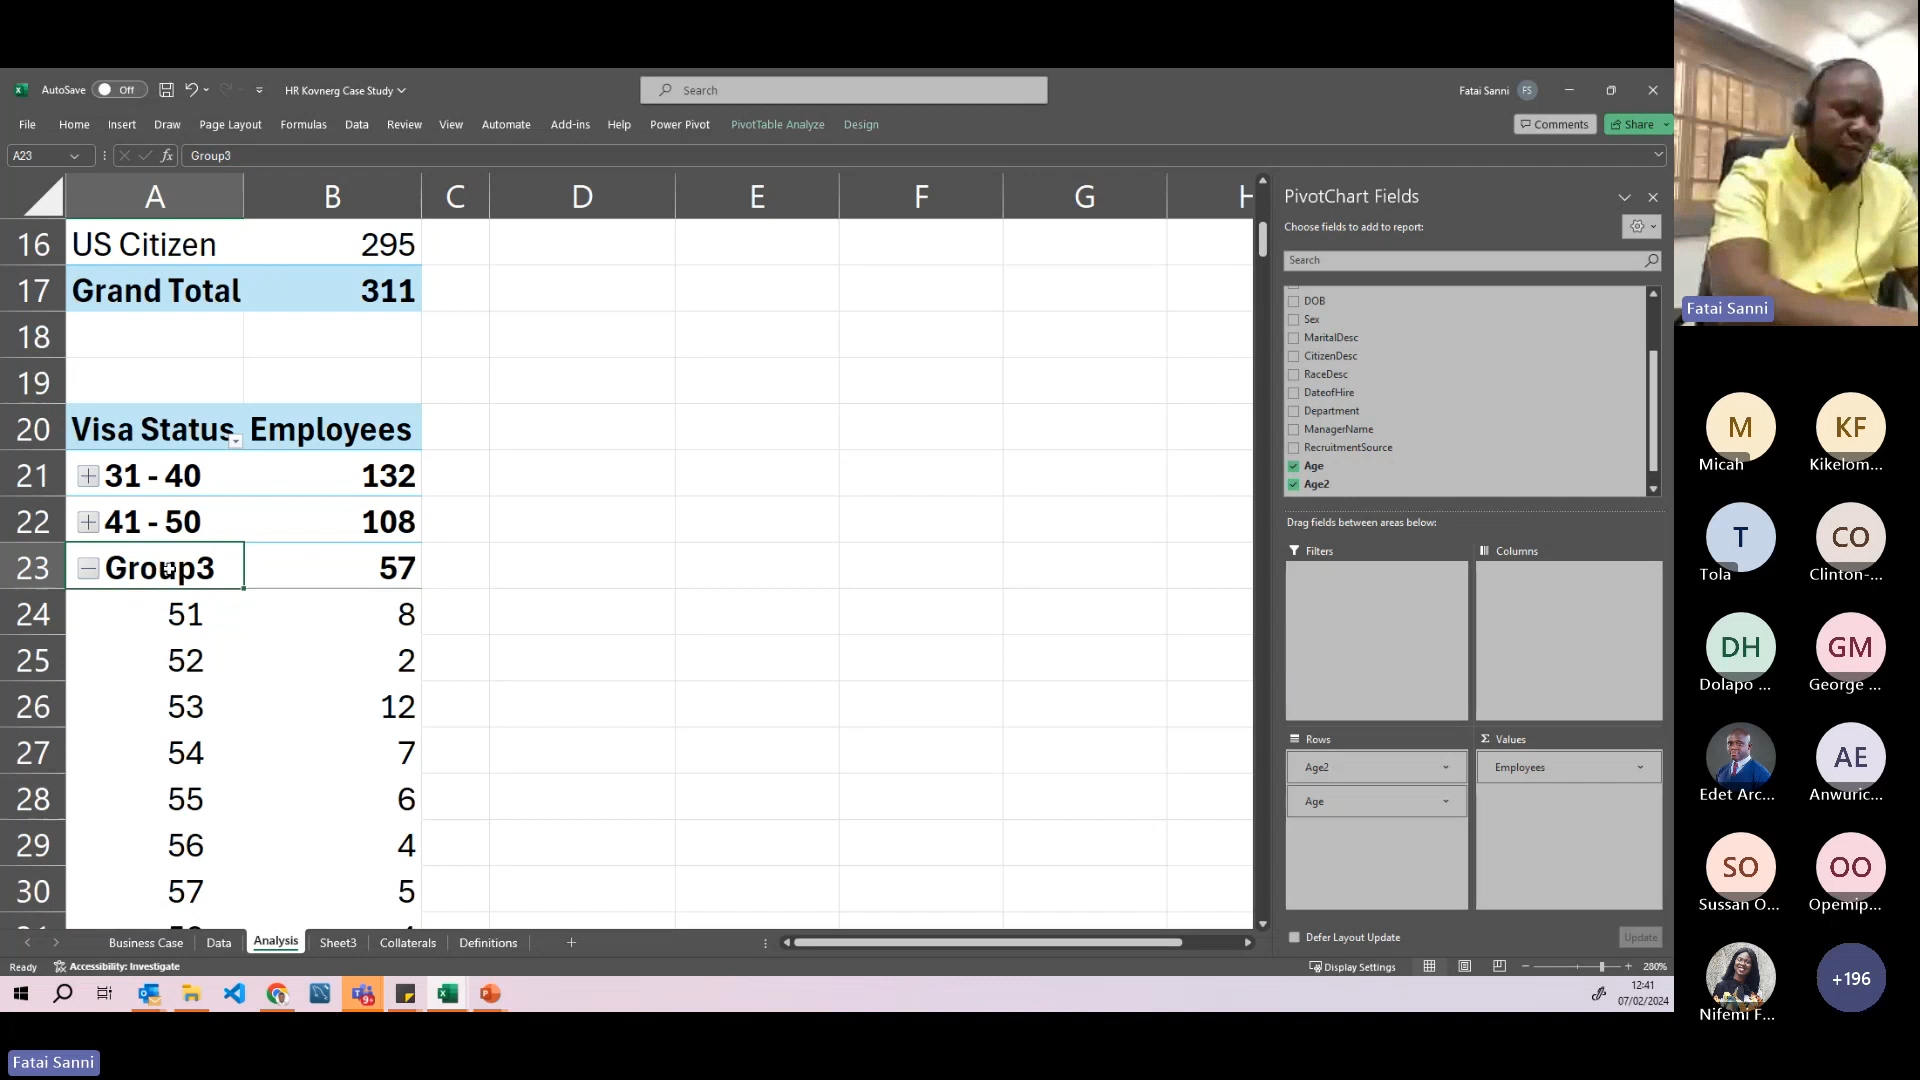 AutoSave Off HR Kovnerg Case Study Search Fatai Sanni FS
File Home Insert Draw Page Layout Formulas Data Review View Automate Add-ins Help Power Pivot PivotTable Analyze Design Comments Share
A23 fx Group3
A B C D E F G H
16 US Citizen 295
17 Grand Total 311
18
19
20 Visa Status Employees
21 31 - 40 132
22 41 - 50 108
23 Group3 57
24 51 8
25 52 2
26 53 12
27 54 7
28 55 6
29 56 4
30 57 5
PivotChart Fields
Choose fields to add to report:
Search
DOB
Sex
MaritalDesc
CitizenDesc
RaceDesc
DateofHire
Department
ManagerName
RecruitmentSource
Age
Age2
Drag fields between areas below:
Filters Columns
Rows Values
Age2 Employees
Age
Defer Layout Update Update
Business Case Data Analysis Sheet3 Collaterals Definitions
Ready Accessibility: Investigate Display Settings 280%
12:41
07/02/2024
Fatai Sanni
M KF
Micah Kikelom...
T CO
Tola Clinton-...
DH GM
Dolapo ... George ...
AE
Edet Arc... Anwuric...
SO OO
Sussan O... Opemip...
+196
Nifemi F...
Fatai Sanni